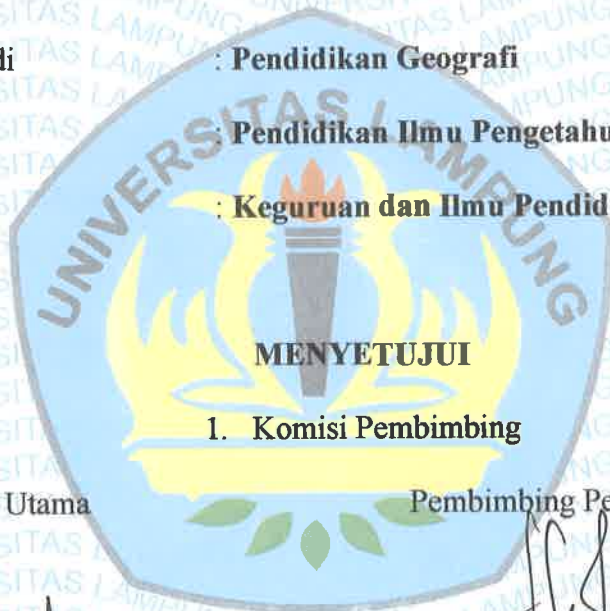 di : Pendidikan Geografi
: Pendidikan Ilmu Pengetahu
: Keguruan dan Ilmu Pendid
UNIVERSITAS LAMPUNG
MENYETUJUI
1. Komisi Pembimbing
Utama Pembimbing Pe